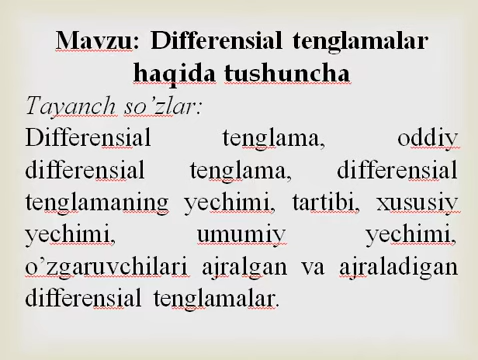 Mavzu: Differensial tenglamalar
haqida tushuncha
Tayanch so’zlar:
Differensial tenglama, oddiy
differensial tenglama, differensial
tenglamaning yechimi, tartibi, xususiy
yechimi, umumiy yechimi,
o’zgaruvchilari ajralgan va ajraladigan
differensial tenglamalar.